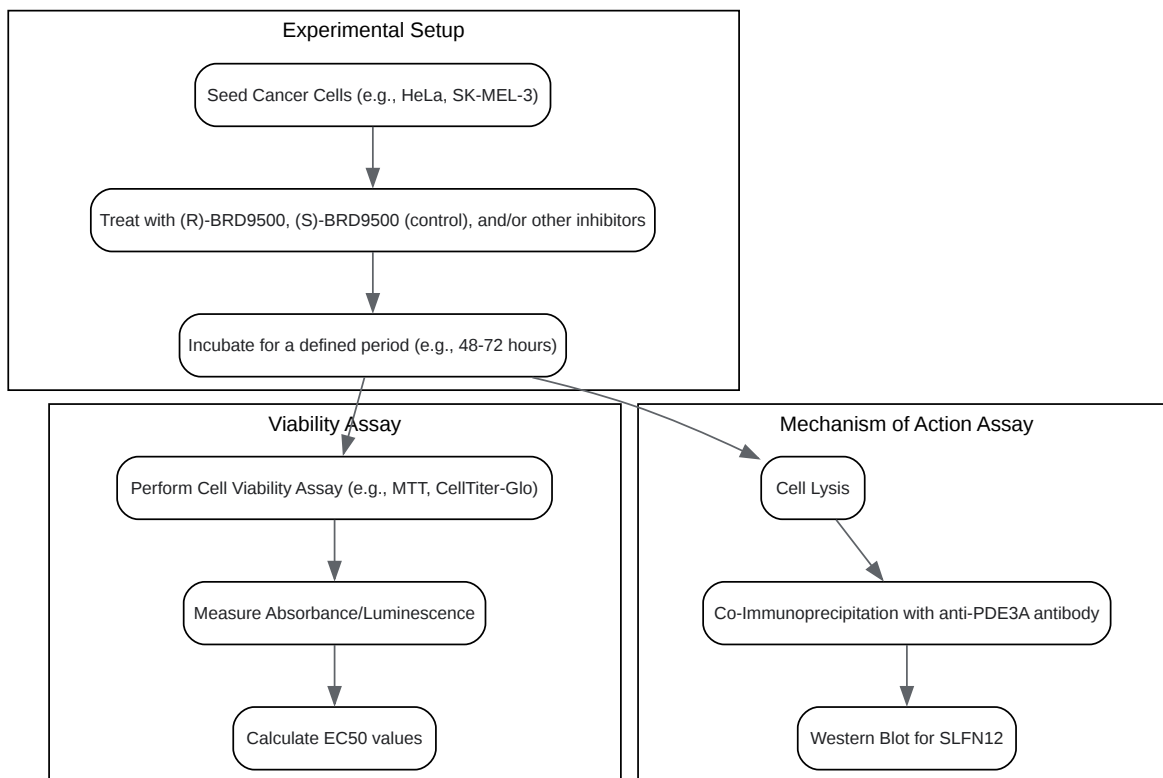 Experimental Setup
Seed Cancer Cells (e.g., HeLa, SK-MEL-3)
Treat with (R)-BRD9500, (S)-BRD9500 (control), and/or other inhibitors
Incubate for a defined period (e.g., 48-72 hours)
Viability Assay
Perform Cell Viability Assay (e.g., MTT, CellTiter-Glo)
Measure Absorbance/Luminescence
Calculate EC50 values
Mechanism of Action Assay
Cell Lysis
Co-Immunoprecipitation with anti-PDE3A antibody
Western Blot for SLFN12